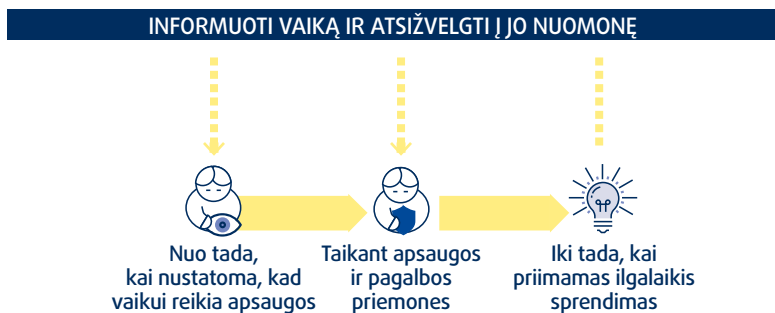 INFORMUOTI VAIKĄ IR ATSIŽVELGTI Į JO NUOMONĘ
Nuo tada,
kai nustatoma, kad
vaikui reikia apsaugos
Taikant apsaugos
ir pagalbos
priemones
Iki tada, kai
priimamas ilgalaikis
sprendimas